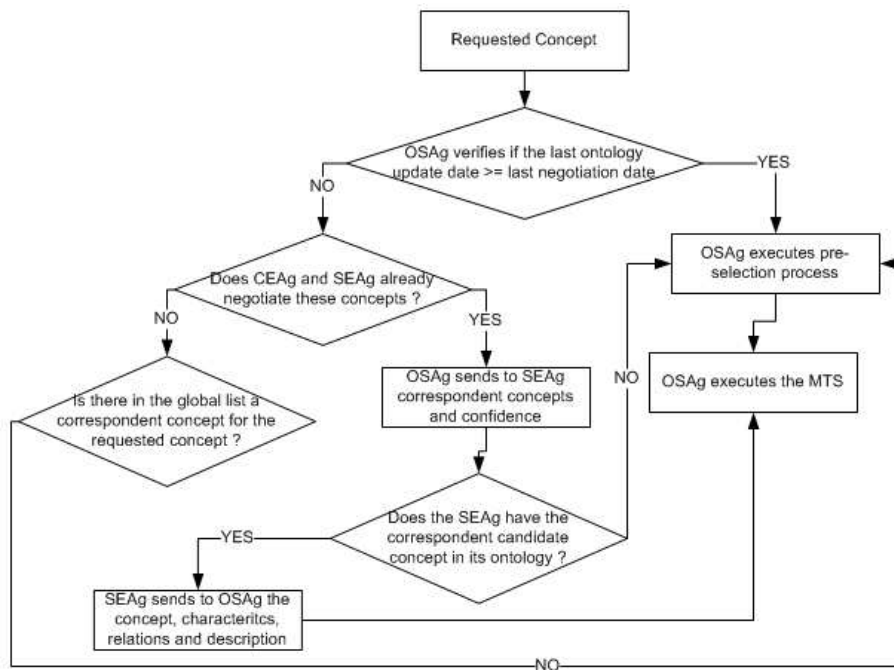 Requested Concept
OSAg verifies if the last ontology
update date >= last negotiation date
YES
NO
OSAg executes pre-
selection process
Does CEAg and SEAg already
negotiate these concepts ?
NO
YES
NO
OSAg executes the MTS
OSAg sends to SEAg
correspondent concepts
and confidence
Is there in the global list a
correspondent concept for the
requested concept ?
Does the SEAg have the
correspondent candidate
concept in its ontology ?
YES
SEAg sends to OSAg the
concept, characteritcs,
relations and description
NO